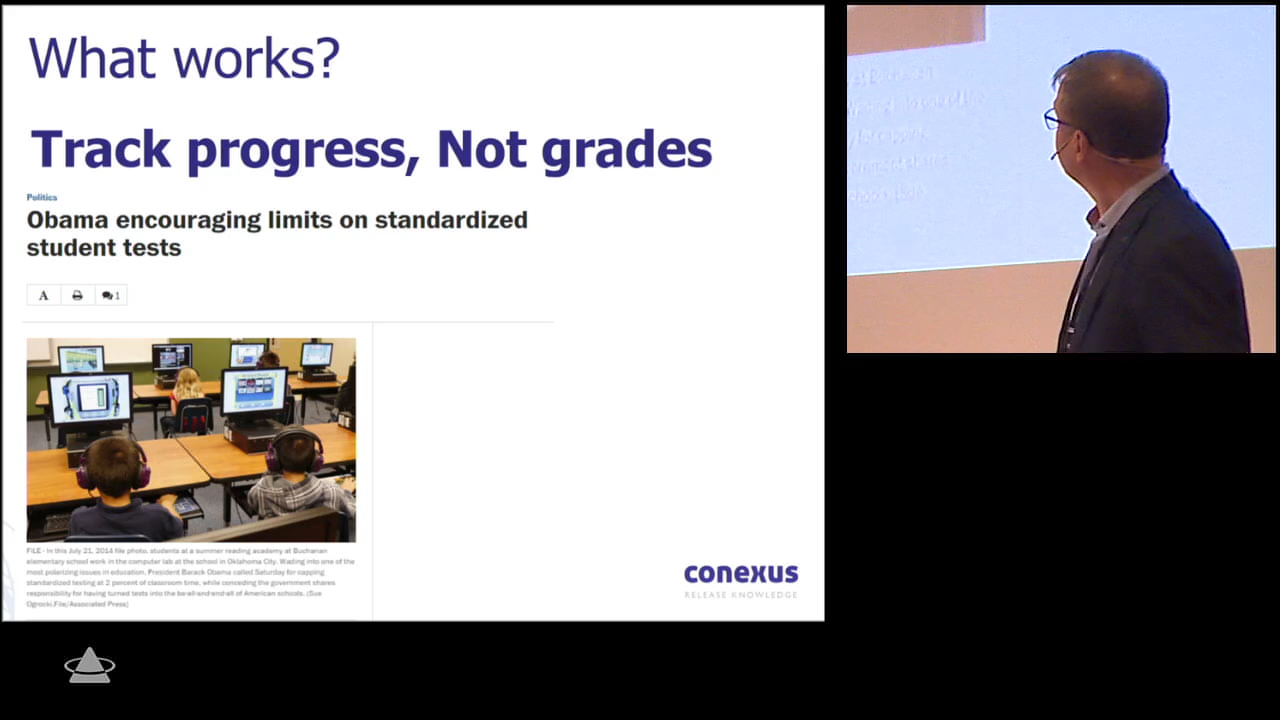 What works?
Track progress, Not grades
Politics
Obama encouraging limits on standardized
student tests
A
1
FILE - In this July 21, 2014 file photo, students at a summer reading academy at Buchanan
elementary school work in the computer lab at the school in Oklahoma City. Wading into one of the
most polarizing issues in education, President Barack Obama called Saturday for capping
standardized testing at 2 percent of classroom time, while conceding the government shares
responsibility for having turned tests into the be-all-and-end-all of American schools. (Sue
Ogrocki,File/Associated Press)
conexus
RELEASE KNOWLEDGE